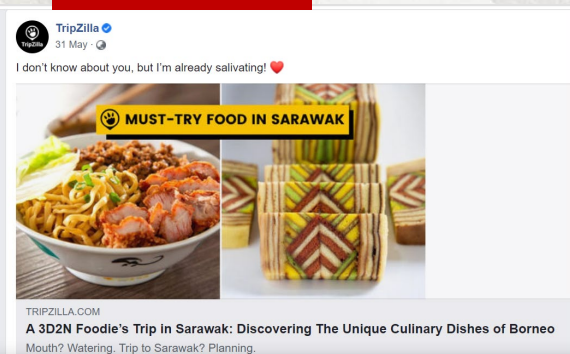 TripZilla
TripZilla
31 May
I don't know about you, but I'm already salivating!
MUST-TRY FOOD IN SARAWAK
TRIPZILLA.COM
A 3D2N Foodie's Trip in Sarawak: Discovering The Unique Culinary Dishes of Borneo
Mouth? Watering. Trip to Sarawak? Planning.